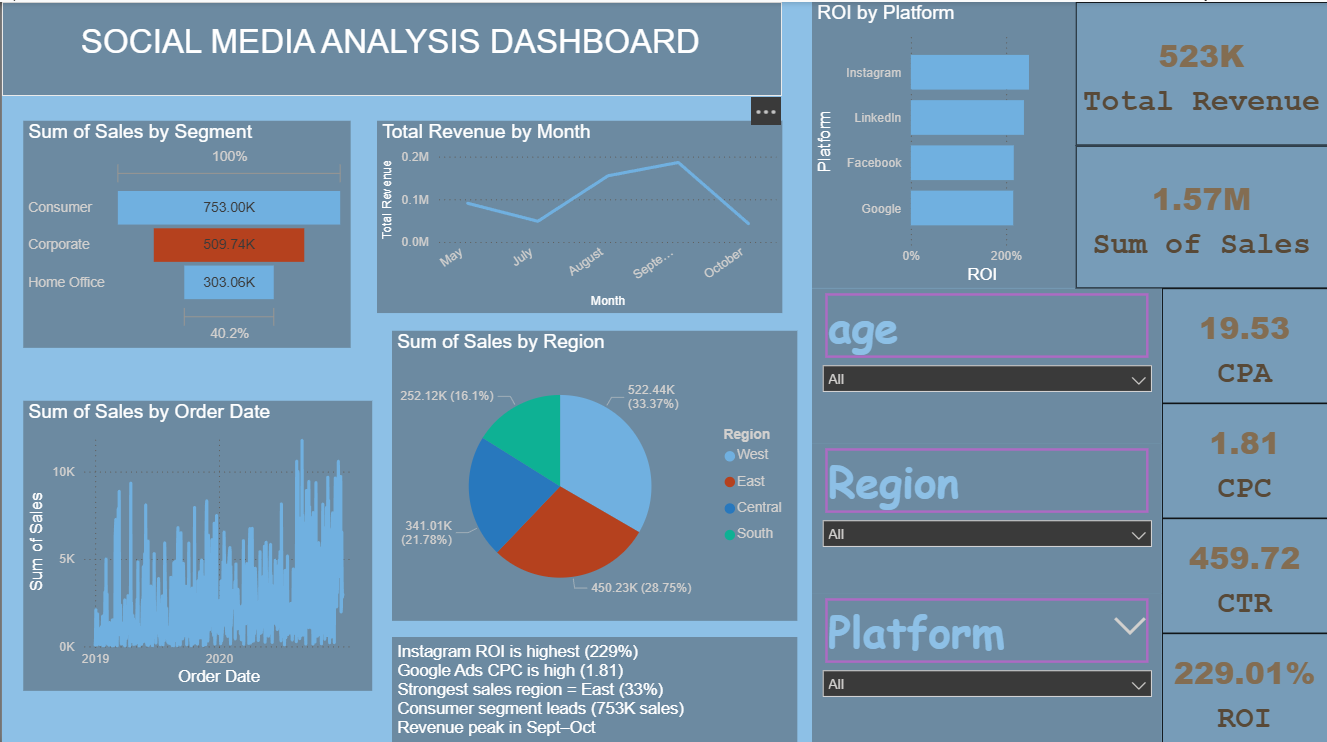 SOCIAL MEDIA ANALYSIS DASHBOARD
Sum of Sales by Segment
100%
Consumer
753.00K
Corporate
509.74K
Home Office
303.06K
40.2%
Total Revenue by Month
Total Revenue
0.2M
0.1M
0.0M
May
July
August
Septe...
October
Month
Sum of Sales by Order Date
Sum of Sales
10K
5K
0K
2019
2020
Order Date
Sum of Sales by Region
252.12K (16.1%)
522.44K
(33.37%)
341.01K
(21.78%)
450.23K (28.75%)
Region
West
East
Central
South
Instagram ROI is highest (229%)
Google Ads CPC is high (1.81)
Strongest sales region = East (33%)
Consumer segment leads (753K sales)
Revenue peak in Sept–Oct
ROI by Platform
Platform
Instagram
LinkedIn
Facebook
Google
0%
200%
ROI
523K
Total Revenue
1.57M
Sum of Sales
age
All
Region
All
Platform
All
19.53
CPA
1.81
CPC
459.72
CTR
229.01%
ROI